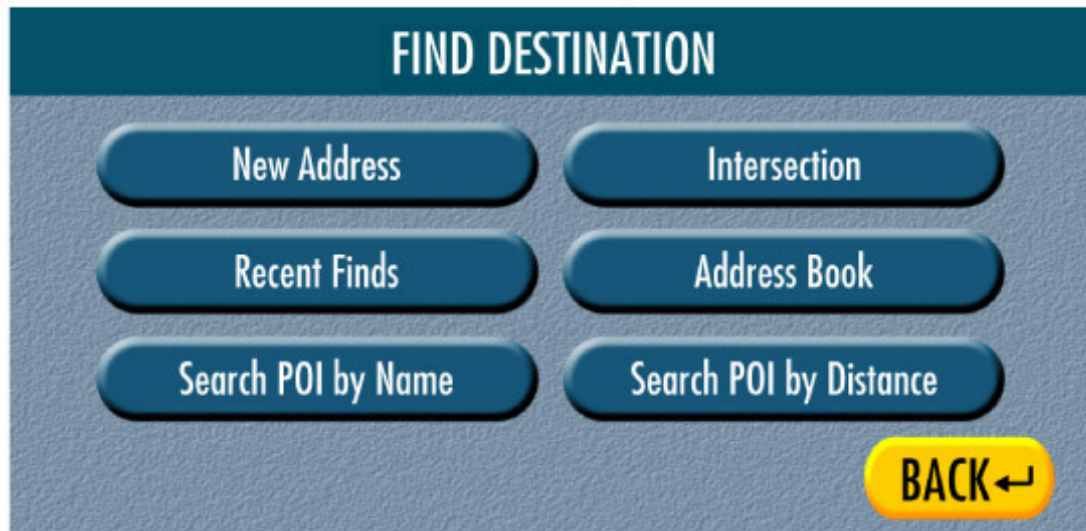 FIND DESTINATION
New Address
Intersection
Recent Finds
Address Book
Search POI by Name
Search POI by Distance
BACK